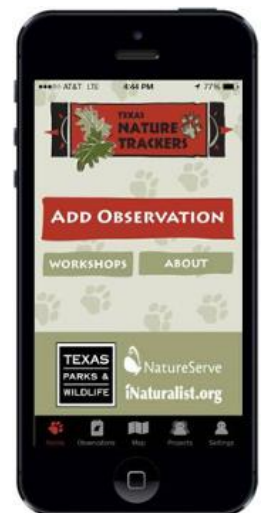 AT&T LTE 4:44 PM 77%
TEXAS
NATURE
TRACKERS
ADD OBSERVATION
WORKSHOPS ABOUT
TEXAS
PARKS &
WILDLIFE
NatureServe
iNaturalist.org
Home Observations Map Projects Settings